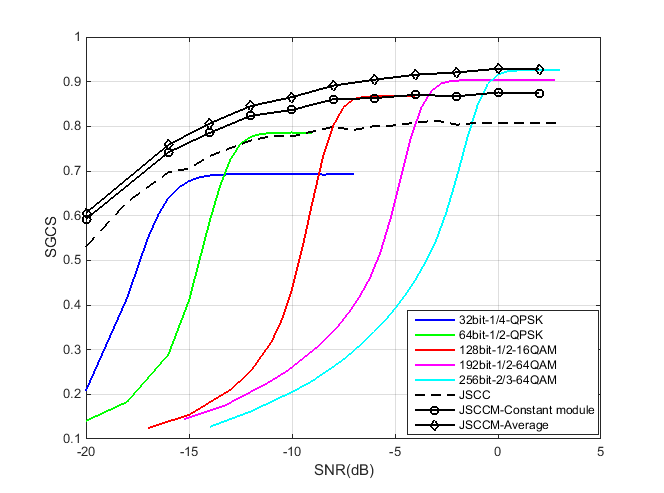 1
0.9
0.8
0.7
0.6
0.5
0.4
0.3
0.2
0.1
SGCS
-20 -15 -10 -5 0 5
SNR(dB)
32bit-1/4-QPSK
64bit-1/2-QPSK
128bit-1/2-16QAM
192bit-1/2-64QAM
256bit-2/3-64QAM
JSCC
JSCCM-Constant module
JSCCM-Average